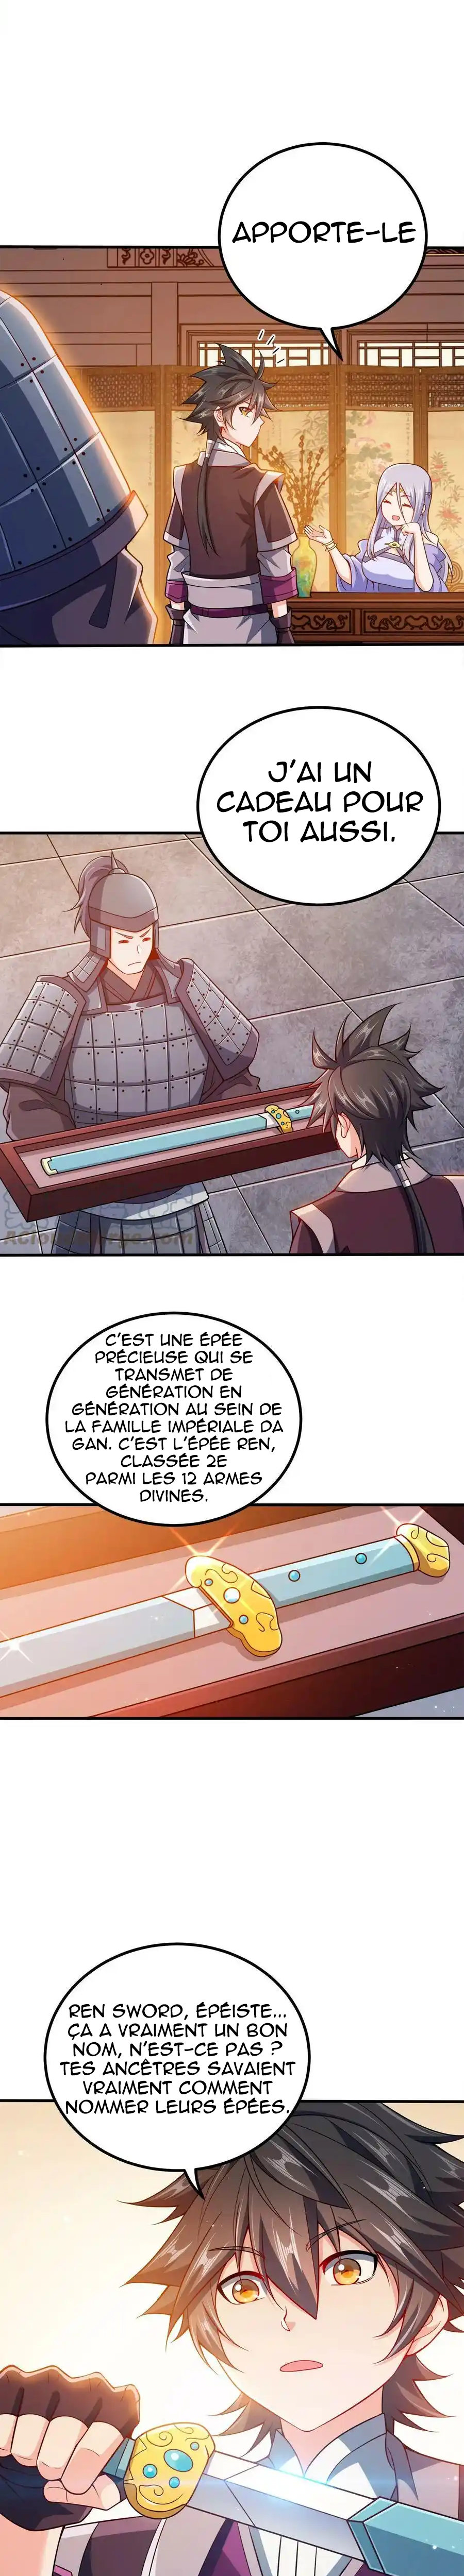 APPORTE-LE
J'AI UN
CADEAU POUR
TOI AUSSI.
C'EST UNE ÉPÉE
PRÉCIEUSE QUI SE
TRANSMET DE
GÉNÉRATION EN
GÉNÉRATION AU SEIN DE
LA FAMILLE IMPÉRIALE DA
GAN. C'EST L'ÉPÉE REN,
CLASSÉE 2E
PARMI LES 12 ARMES
DIVINES.
REN SWORD, ÉPÉISTE...
ÇA A VRAIMENT UN BON
NOM, N'EST-CE PAS ?
TES ANCÊTRES SAVAIENT
VRAIMENT COMMENT
NOMMER LEURS ÉPÉES.